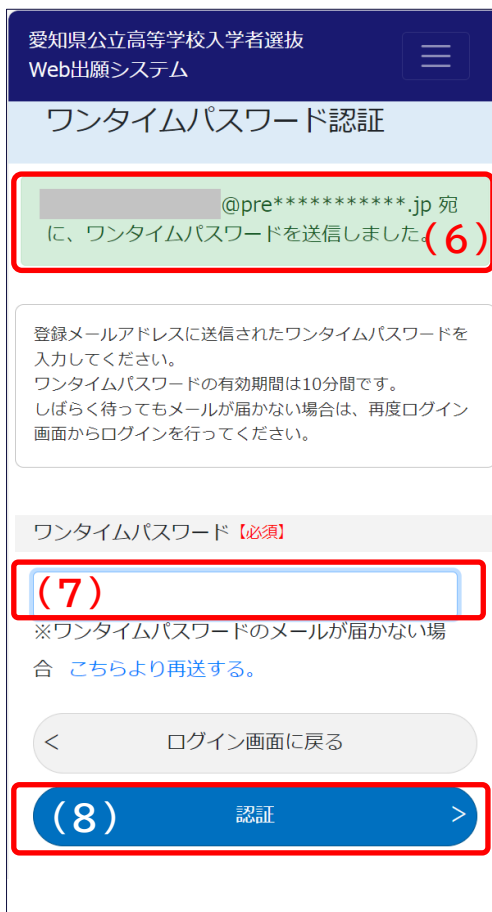 愛知県公立高等学校入学者選抜
Web出願システム
ワンタイムパスワード認証
@pre***********.jp 宛
に、ワンタイムパスワードを送信しました。
(6)
登録メールアドレスに送信されたワンタイムパスワードを
入力してください。
ワンタイムパスワードの有効期間は10分間です。
しばらく待ってもメールが届かない場合は、再度ログイン
画面からログインを行ってください。
ワンタイムパスワード【必須】
(7)
※ワンタイムパスワードのメールが届かない場
合 こちらより再送する。
< ログイン画面に戻る
(8) 認証 >